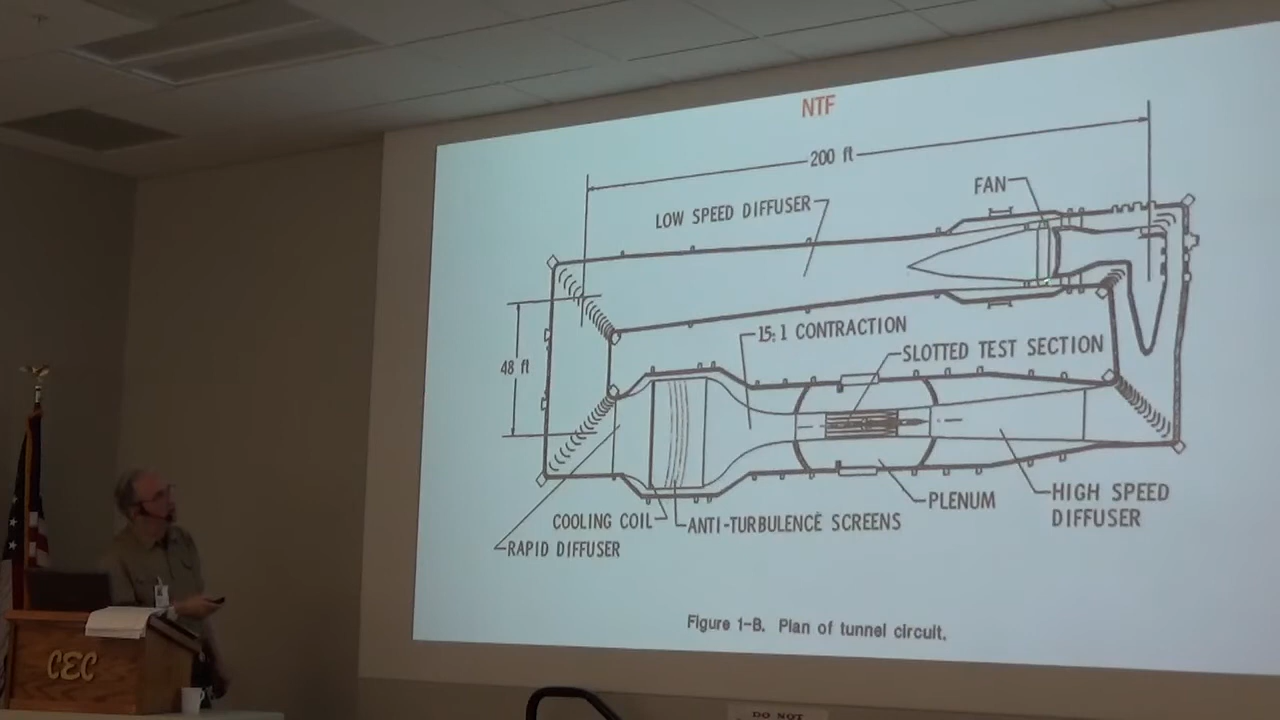 NTF
200 ft
FAN
LOW SPEED DIFFUSER
15:1 CONTRACTION
SLOTTED TEST SECTION
48 ft
PLENUM
HIGH SPEED
DIFFUSER
COOLING COIL
ANTI-TURBULENCE SCREENS
RAPID DIFFUSER
Figure 1-8. Plan of tunnel circuit.
CEC
DO NOT